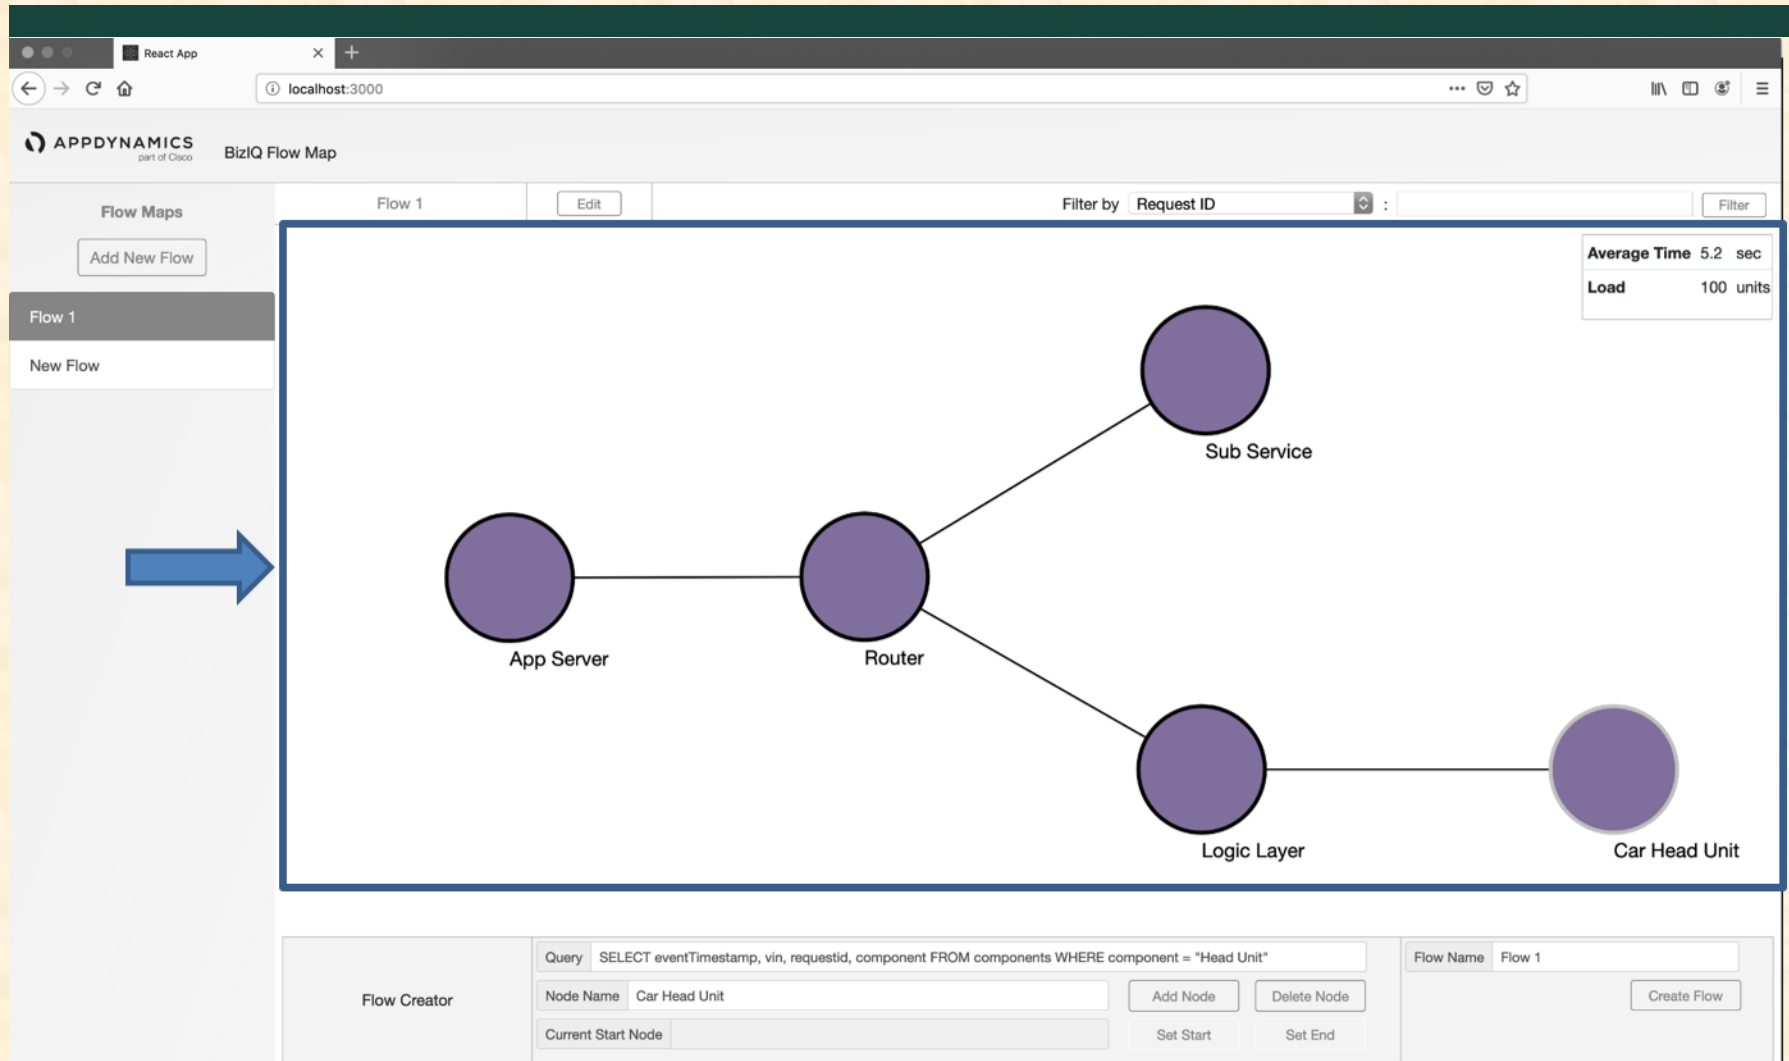 React App
localhost:3000
APPDYNAMICS
part of Cisco
BizIQ Flow Map
Flow Maps
Flow 1
Edit
Filter by Request ID :
Filter
Add New Flow
Flow 1
New Flow
Average Time 5.2 sec
Load 100 units
Sub Service
App Server
Router
Logic Layer
Car Head Unit
Flow Creator
Query SELECT eventTimestamp, vin, requestid, component FROM components WHERE component = "Head Unit"
Node Name Car Head Unit
Add Node
Delete Node
Current Start Node
Set Start
Set End
Flow Name Flow 1
Create Flow